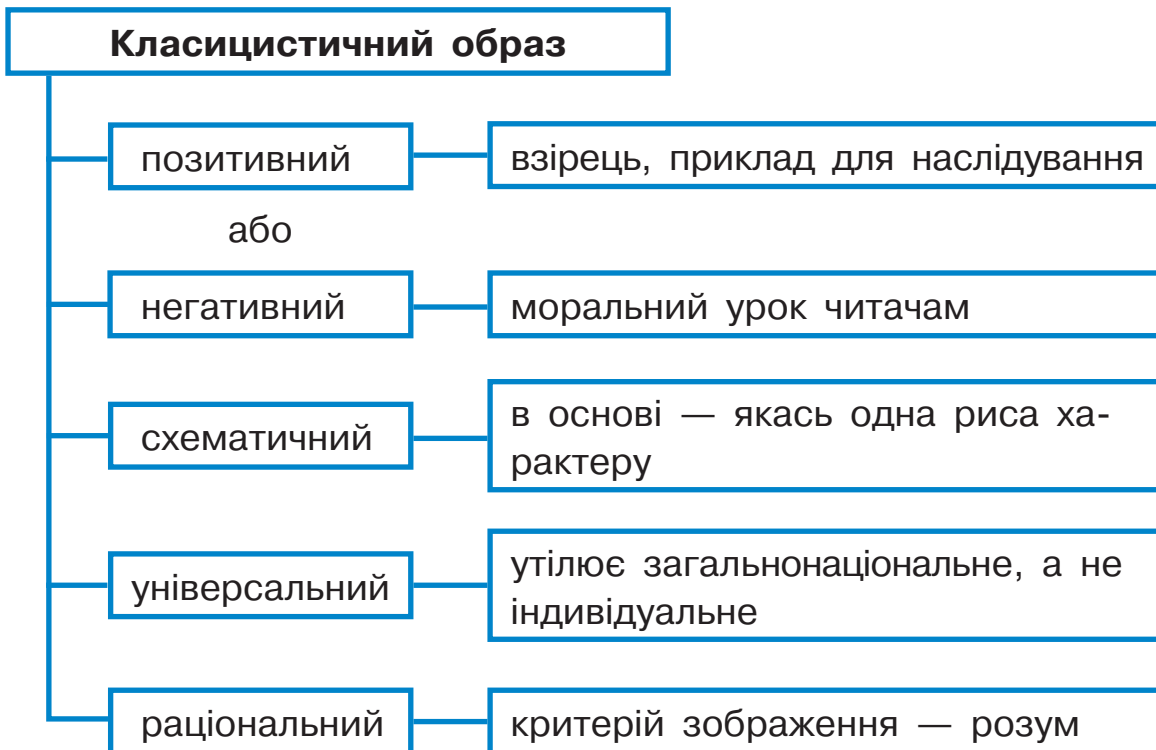 Класицистичний образ
позитивний
взірець, приклад для наслідування
або
негативний
моральний урок читачам
схематичний
в основі — якась одна риса ха-
рактеру
універсальний
утілює загальнонаціональне, а не
індивідуальне
раціональний
критерій зображення — розум